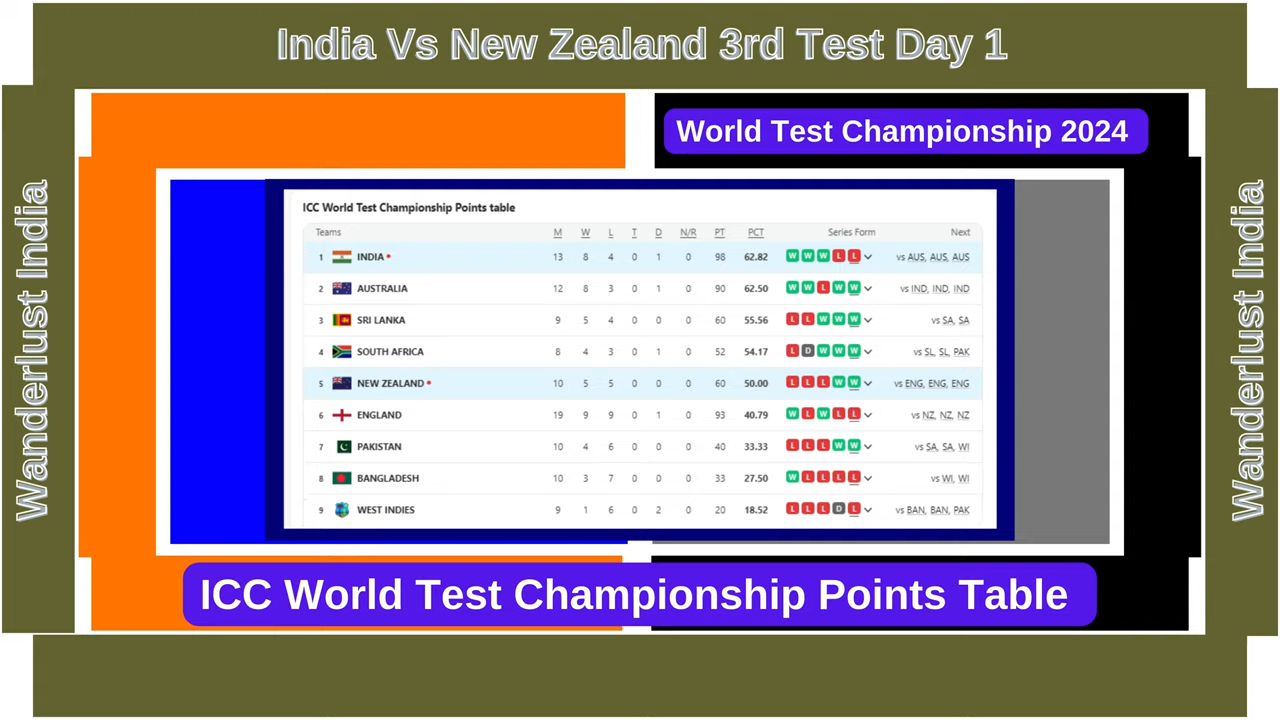 India Vs New Zealand 3rd Test Day 1
World Test Championship 2024
Wanderlust India
ICC World Test Championship Points table
Teams M W L T D N/R PT PCT Series Form Next
1 INDIA 13 8 4 0 1 0 98 62.82 W W W L L vs AUS, AUS, AUS
2 AUSTRALIA 12 8 3 0 1 0 90 62.50 W W L W W vs IND, IND, IND
3 SRI LANKA 9 5 4 0 0 0 60 55.56 L L W W W vs SA, SA
4 SOUTH AFRICA 8 4 3 0 1 0 52 54.17 L D W W W vs SL, SL, PAK
5 NEW ZEALAND 10 5 5 0 0 0 60 50.00 L L L W W vs ENG, ENG, ENG
6 ENGLAND 19 9 9 0 1 0 93 40.79 W L W L L vs NZ, NZ, NZ
7 PAKISTAN 10 4 6 0 0 0 40 33.33 L L L W W vs SA, SA, WI
8 BANGLADESH 10 3 7 0 0 0 33 27.50 W L L L L vs WI, WI
9 WEST INDIES 9 1 6 0 2 0 20 18.52 L L L D L vs BAN, BAN, PAK
Wanderlust India
ICC World Test Championship Points Table